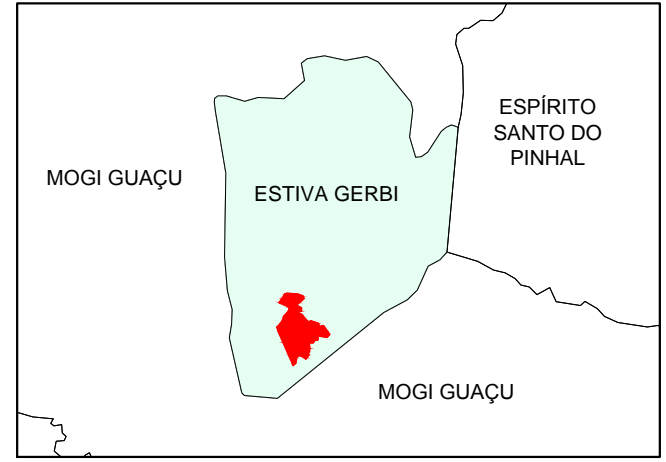 ESPÍRITO
SANTO DO
PINHAL
MOGI GUAÇU
ESTIVA GERBI
MOGI GUAÇU